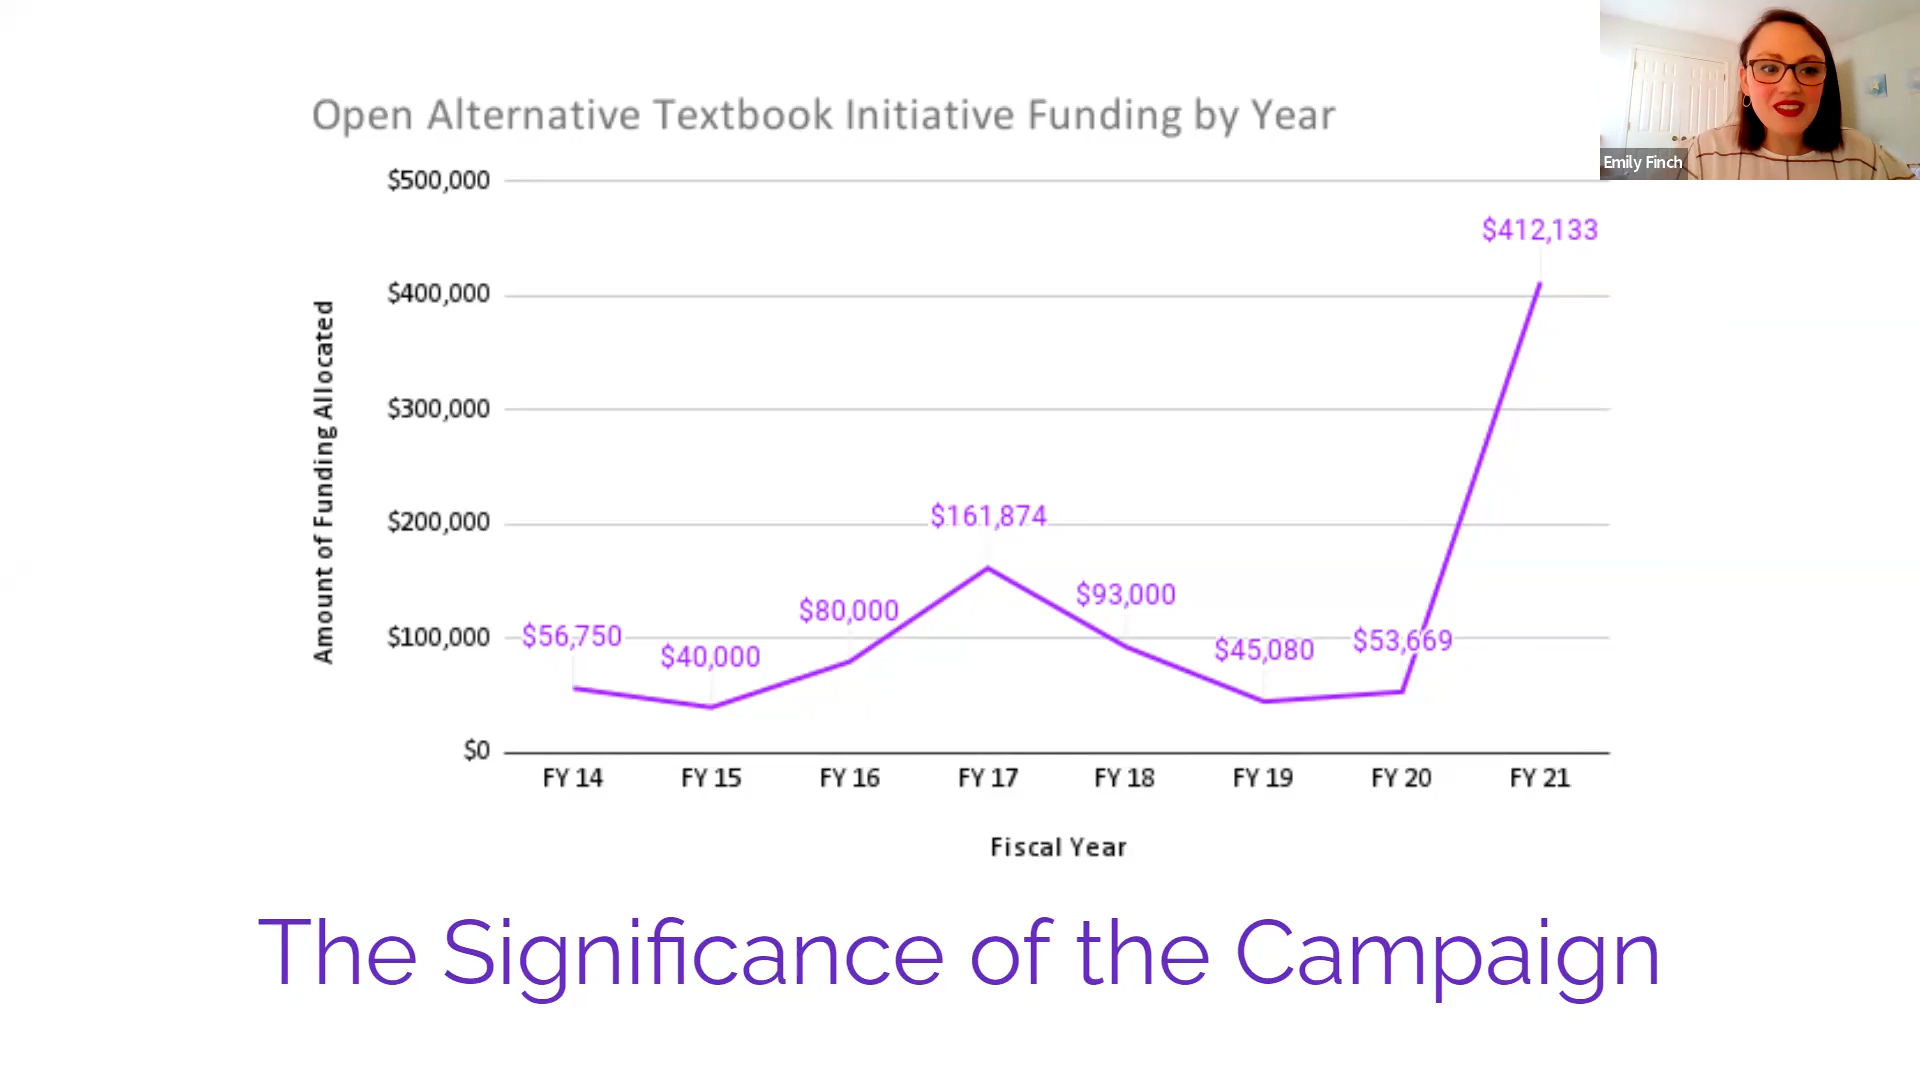 Open Alternative Textbook Initiative Funding by Year
Emily Finch
Amount of Funding Allocated
$500,000
$400,000
$300,000
$200,000
$100,000
$0
$56,750
$40,000
$80,000
$161,874
$93,000
$45,080
$53,669
$412,133
FY 14 FY 15 FY 16 FY 17 FY 18 FY 19 FY 20 FY 21
Fiscal Year
The Significance of the Campaign